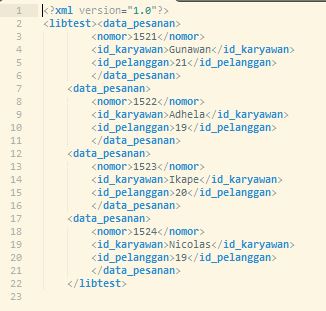 1 <?xml version="1.0"?>
2 <libtest><data_pesanan>
3 <nomor>1521</nomor>
4 <id_karyawan>Gunawan</id_karyawan>
5 <id_pelanggan>21</id_pelanggan>
6 </data_pesanan>
7 <data_pesanan>
8 <nomor>1522</nomor>
9 <id_karyawan>Adhela</id_karyawan>
10 <id_pelanggan>19</id_pelanggan>
11 </data_pesanan>
12 <data_pesanan>
13 <nomor>1523</nomor>
14 <id_karyawan>Ikape</id_karyawan>
15 <id_pelanggan>20</id_pelanggan>
16 </data_pesanan>
17 <data_pesanan>
18 <nomor>1524</nomor>
19 <id_karyawan>Nicolas</id_karyawan>
20 <id_pelanggan>19</id_pelanggan>
21 </data_pesanan>
22 </libtest>
23